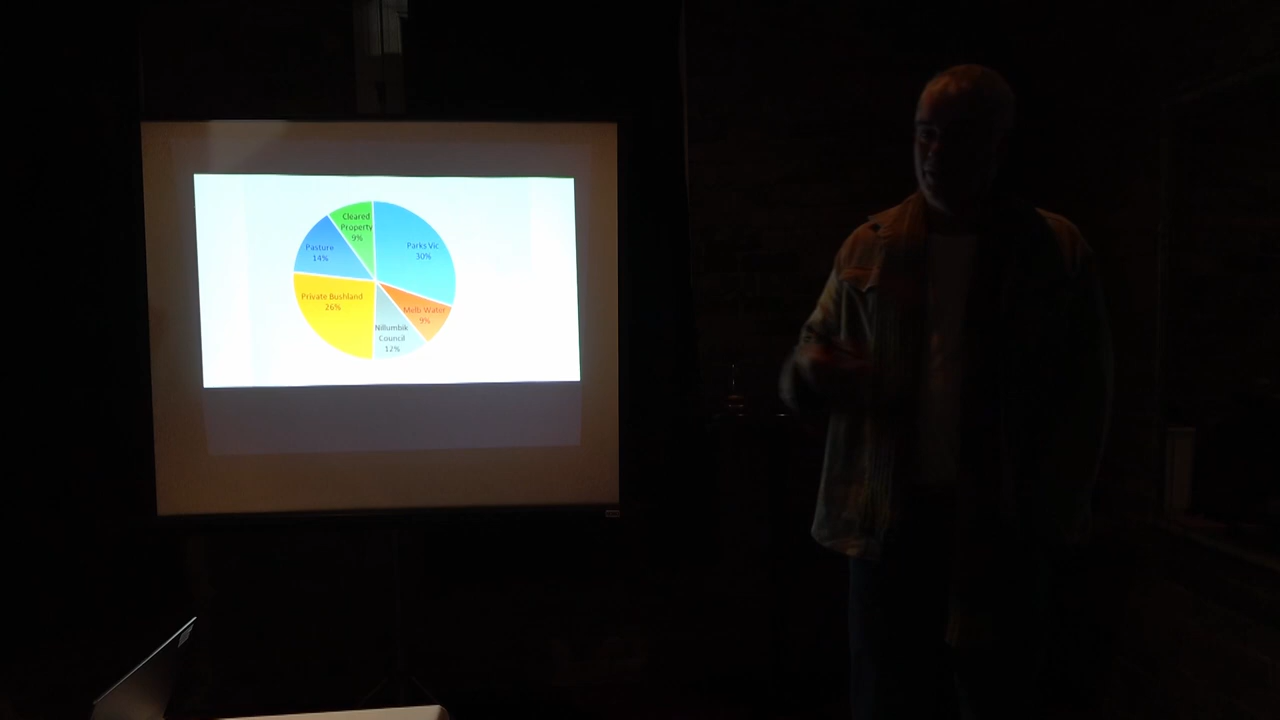 Cleared
Property
9%
Parks Vic
30%
Pasture
14%
Private Bushland
26%
Melb Water
9%
Nillumbik
Council
12%